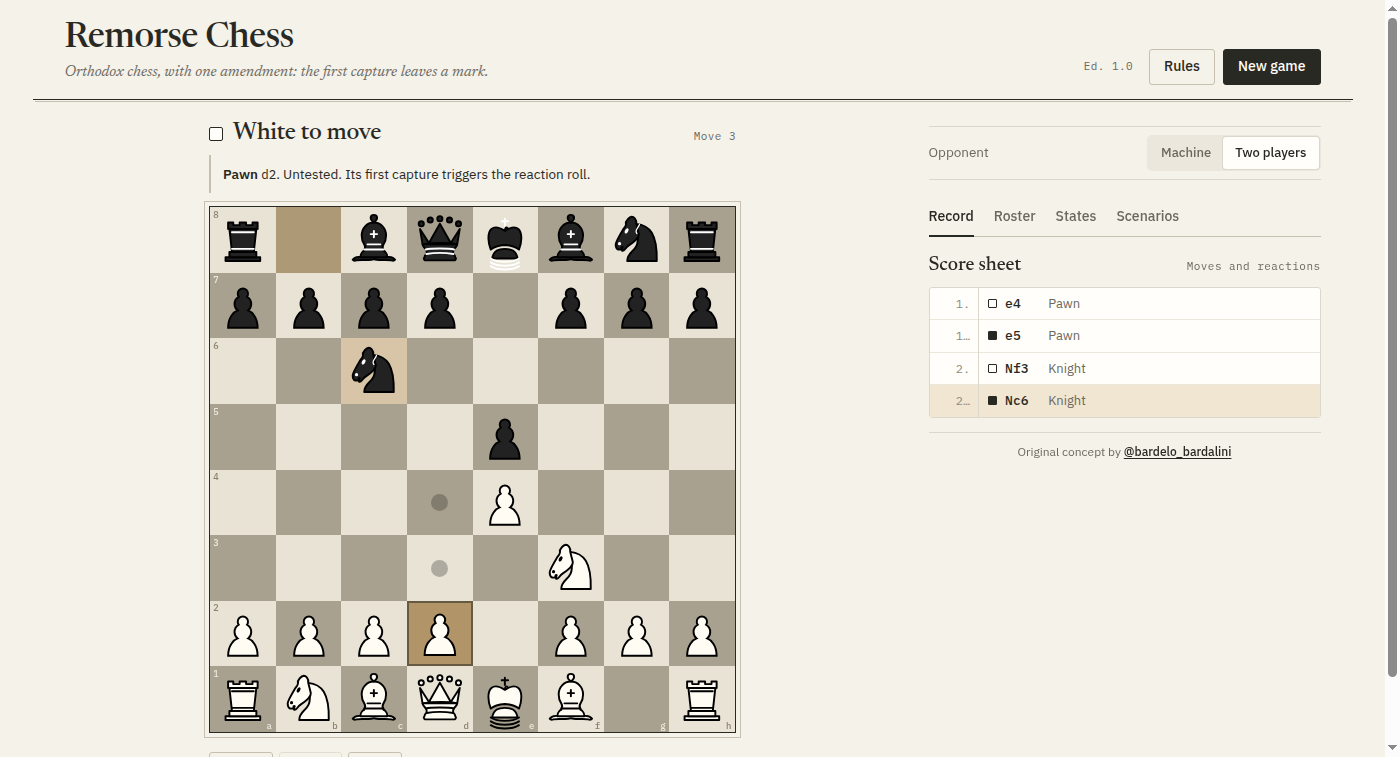 Remorse Chess
Orthodox chess, with one amendment: the first capture leaves a mark.
Ed. 1.0
Rules
New game
White to move
Move 3
Pawn d2. Untested. Its first capture triggers the reaction roll.
8
7
6
5
4
3
2
1
a
b
c
d
e
f
g
h
Opponent
Machine
Two players
Record
Roster
States
Scenarios
Score sheet
Moves and reactions
1. e4 Pawn
1… e5 Pawn
2. Nf3 Knight
2… Nc6 Knight
Original concept by @bardelo_bardalini